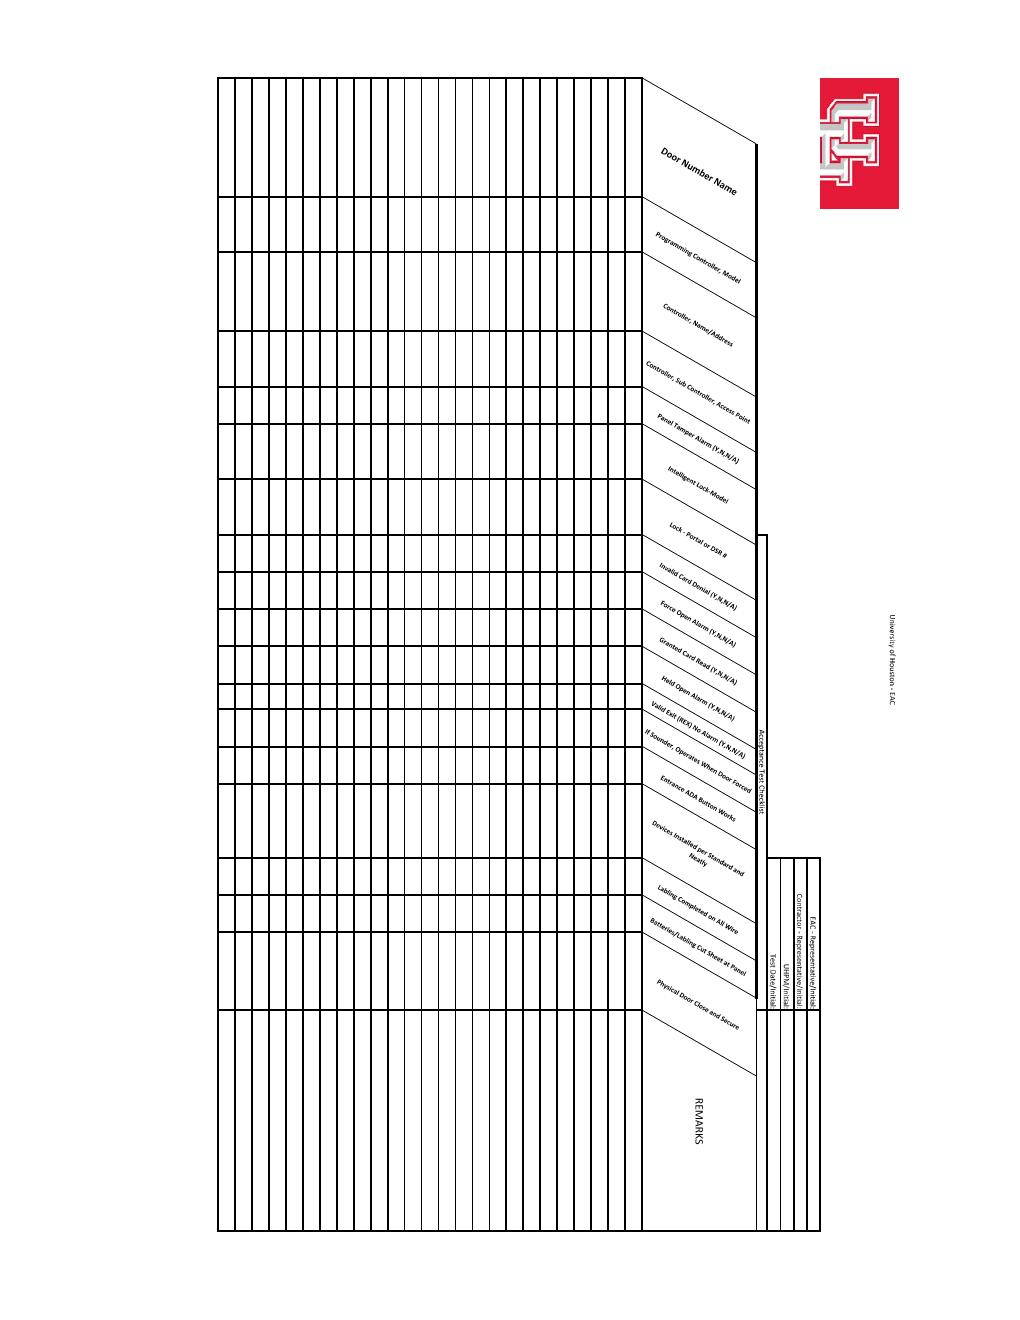 University of Houston - EAC
EAC - Representative/Initial:
Contractor - Representative/Initial:
UHPM/Initial:
Test Date/Initial:
Acceptance Test Checklist
Door Number Name
Programming Controller, Model
Controller, Name/Address
Controller, Sub Controller, Access Point
Panel Tamper Alarm (Y,N,N/A)
Intelligent Lock-Model
Lock - Portal or DSR #
Invalid Card Denial (Y,N,N/A)
Force Open Alarm (Y,N,N/A)
Granted Card Read (Y,N,N/A)
Held Open Alarm (Y,N,N/A)
Valid Exit (REX) No Alarm (Y,N,N/A)
If Sounder, Operates When Door Forced
Entrance ADA Button Works
Devices Installed per Standard and
Neatly
Labling Completed on All Wire
Batteries/Labling Cut Sheet at Panel
Physical Door Close and Secure
REMARKS